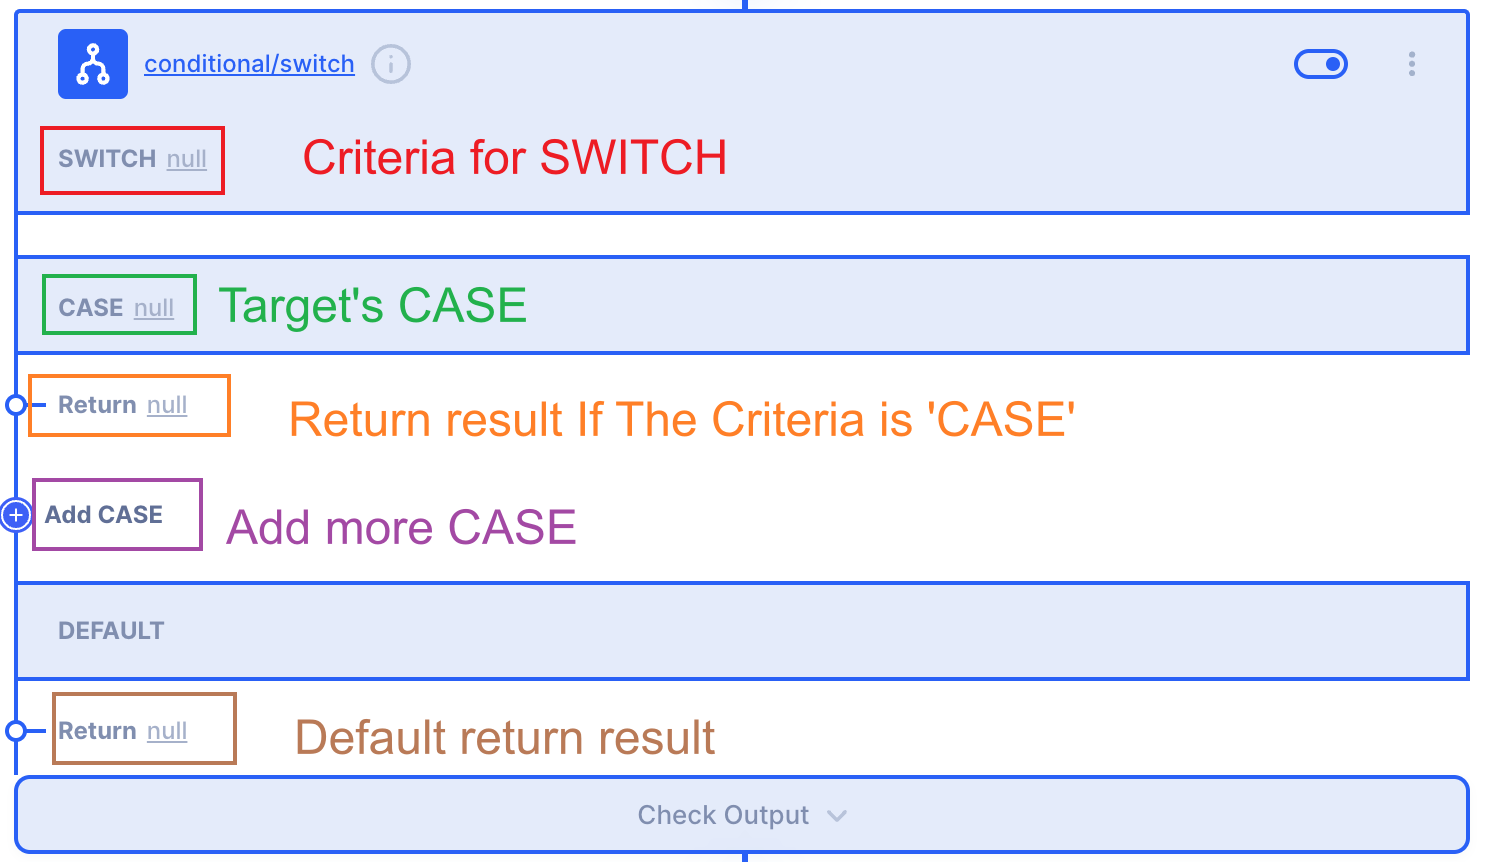 conditional/switch
SWITCH null
Criteria for SWITCH
CASE null
Target's CASE
Return null
Return result If The Criteria is 'CASE'
Add CASE
Add more CASE
DEFAULT
Return null
Default return result
Check Output